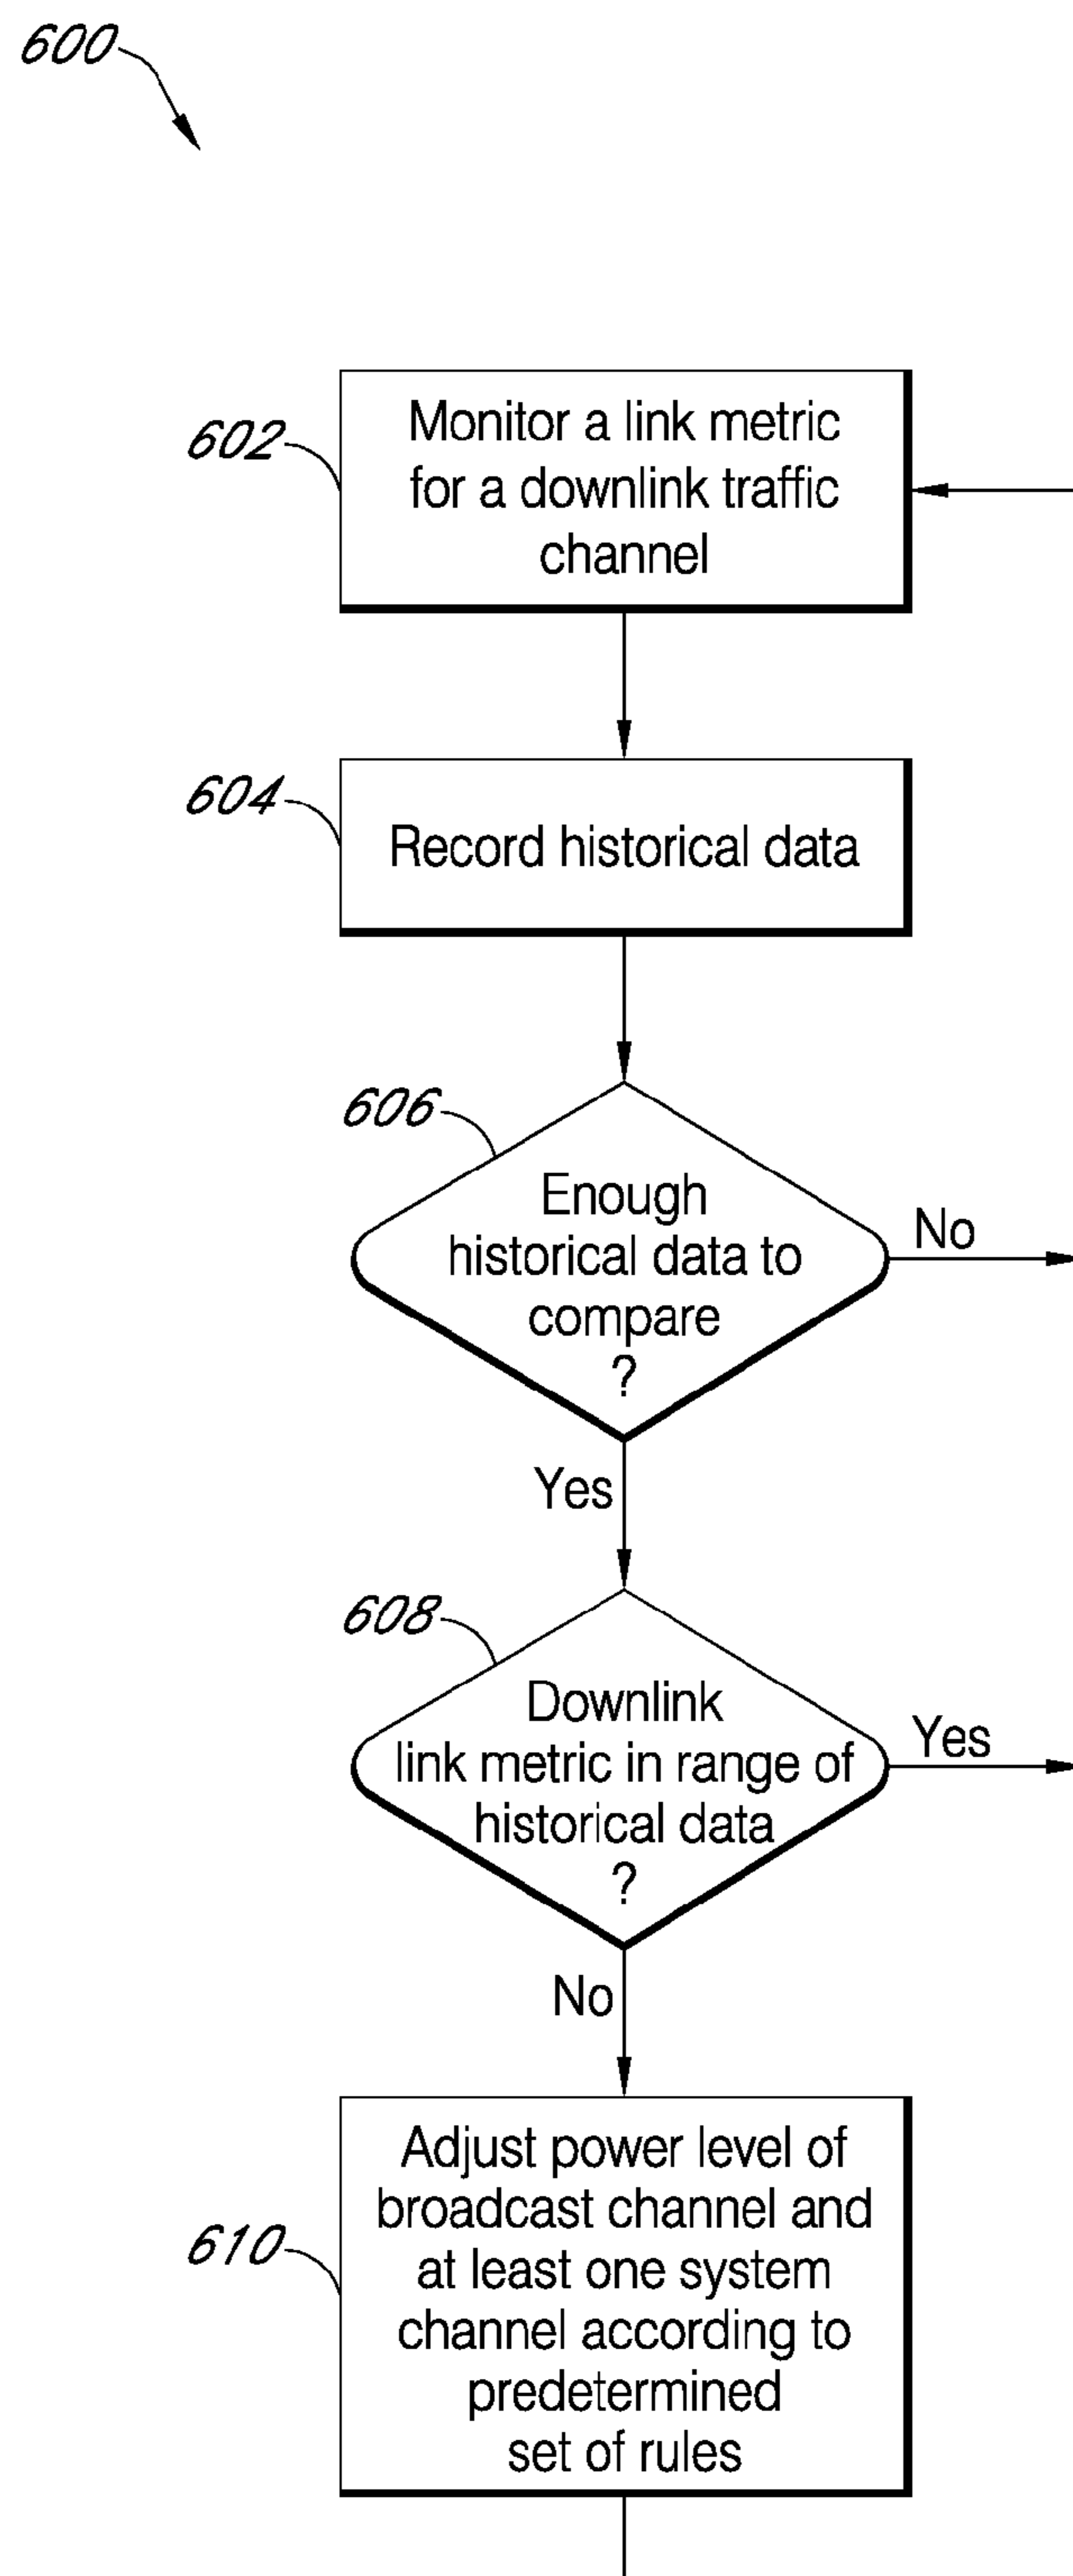 600
602
Monitor a link metric
for a downlink traffic
channel
604
Record historical data
606
Enough
historical data to
compare
?
No
Yes
608
Downlink
link metric in range of
historical data
?
Yes
No
610
Adjust power level of
broadcast channel and
at least one system
channel according to
predetermined
set of rules